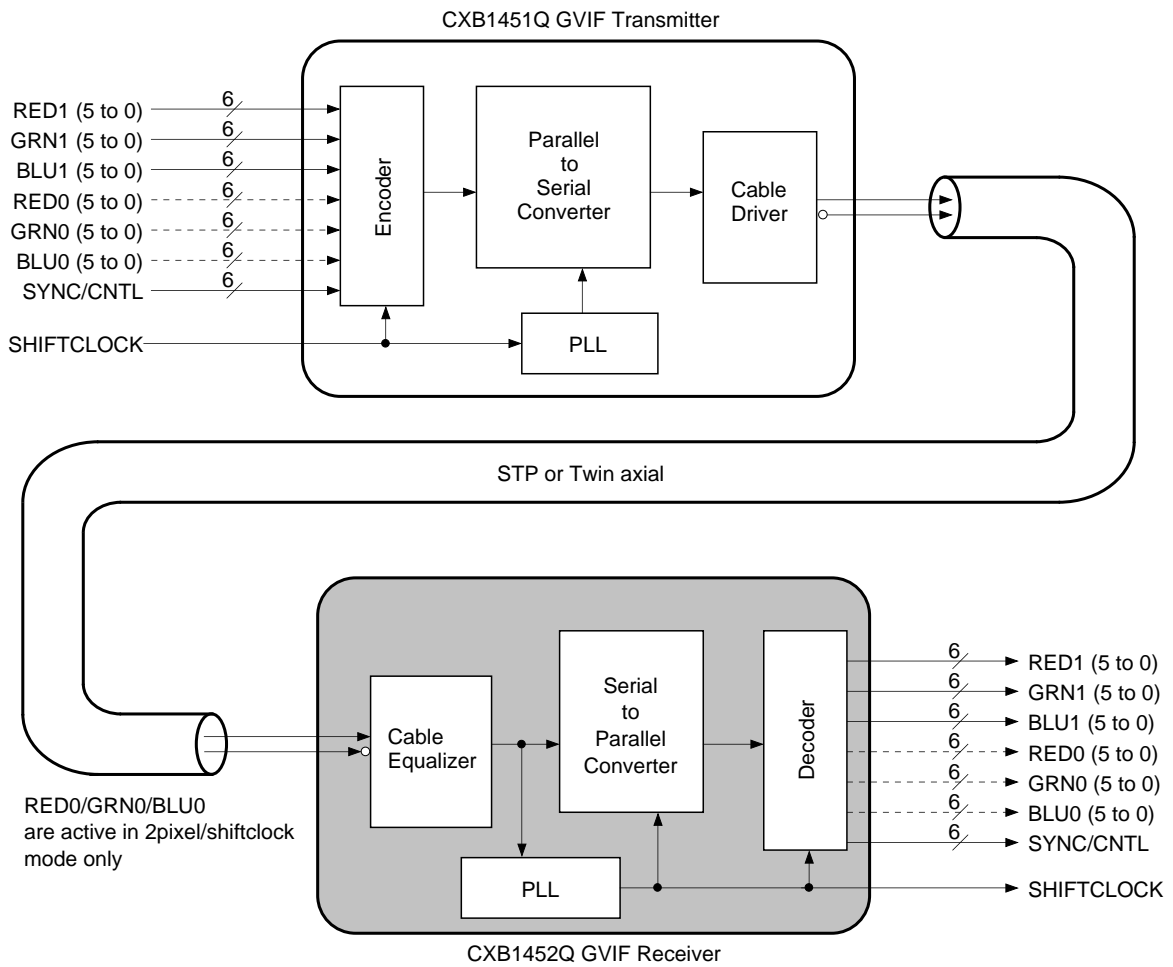 CXB1451Q GVIF Transmitter
RED1 (5 to 0)
6
GRN1 (5 to 0)
6
BLU1 (5 to 0)
6
RED0 (5 to 0)
6
GRN0 (5 to 0)
6
BLU0 (5 to 0)
6
SYNC/CNTL
6
SHIFTCLOCK
Encoder
Parallel
to
Serial
Converter
Cable
Driver
PLL
STP or Twin axial
RED0/GRN0/BLU0
are active in 2pixel/shiftclock
mode only
Cable
Equalizer
Serial
to
Parallel
Converter
Decoder
PLL
6
RED1 (5 to 0)
6
GRN1 (5 to 0)
6
BLU1 (5 to 0)
6
RED0 (5 to 0)
6
GRN0 (5 to 0)
6
BLU0 (5 to 0)
6
SYNC/CNTL
SHIFTCLOCK
CXB1452Q GVIF Receiver